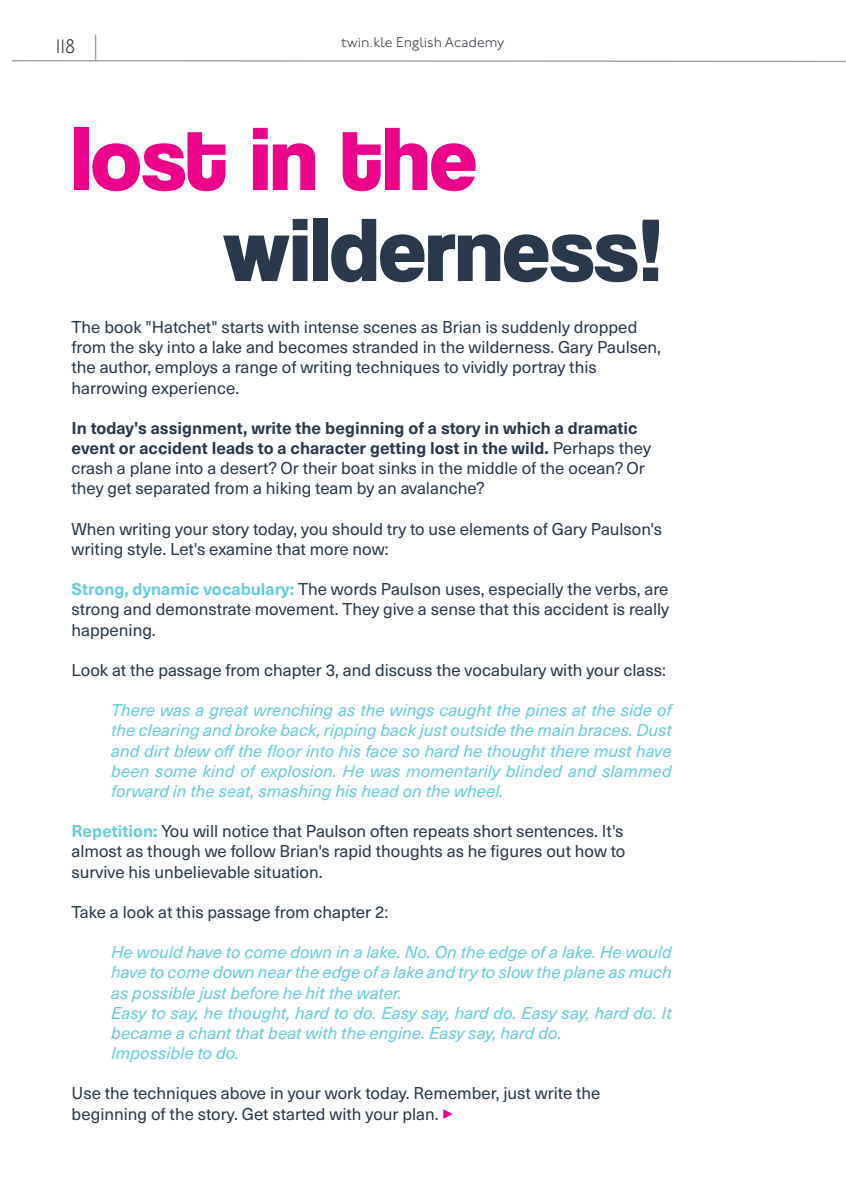 118
twin.kle English Academy
lost in the
wilderness!
The book "Hatchet" starts with intense scenes as Brian is suddenly dropped
from the sky into a lake and becomes stranded in the wilderness. Gary Paulsen,
the author, employs a range of writing techniques to vividly portray this
harrowing experience.
In today's assignment, write the beginning of a story in which a dramatic
event or accident leads to a character getting lost in the wild. Perhaps they
crash a plane into a desert? Or their boat sinks in the middle of the ocean? Or
they get separated from a hiking team by an avalanche?
When writing your story today, you should try to use elements of Gary Paulson's
writing style. Let's examine that more now:
Strong, dynamic vocabulary: The words Paulson uses, especially the verbs, are
strong and demonstrate movement. They give a sense that this accident is really
happening.
Look at the passage from chapter 3, and discuss the vocabulary with your class:
There was a great wrenching as the wings caught the pines at the side of
the clearing and broke back, ripping back just outside the main braces. Dust
and dirt blew off the floor into his face so hard he thought there must have
been some kind of explosion. He was momentarily blinded and slammed
forward in the seat, smashing his head on the wheel.
Repetition: You will notice that Paulson often repeats short sentences. It's
almost as though we follow Brian's rapid thoughts as he figures out how to
survive his unbelievable situation.
Take a look at this passage from chapter 2:
He would have to come down in a lake. No. On the edge of a lake. He would
have to come down near the edge of a lake and try to slow the plane as much
as possible just before he hit the water.
Easy to say, he thought, hard to do. Easy say, hard do. Easy say, hard do. It
became a chant that beat with the engine. Easy say, hard do.
Impossible to do.
Use the techniques above in your work today. Remember, just write the
beginning of the story. Get started with your plan. ►